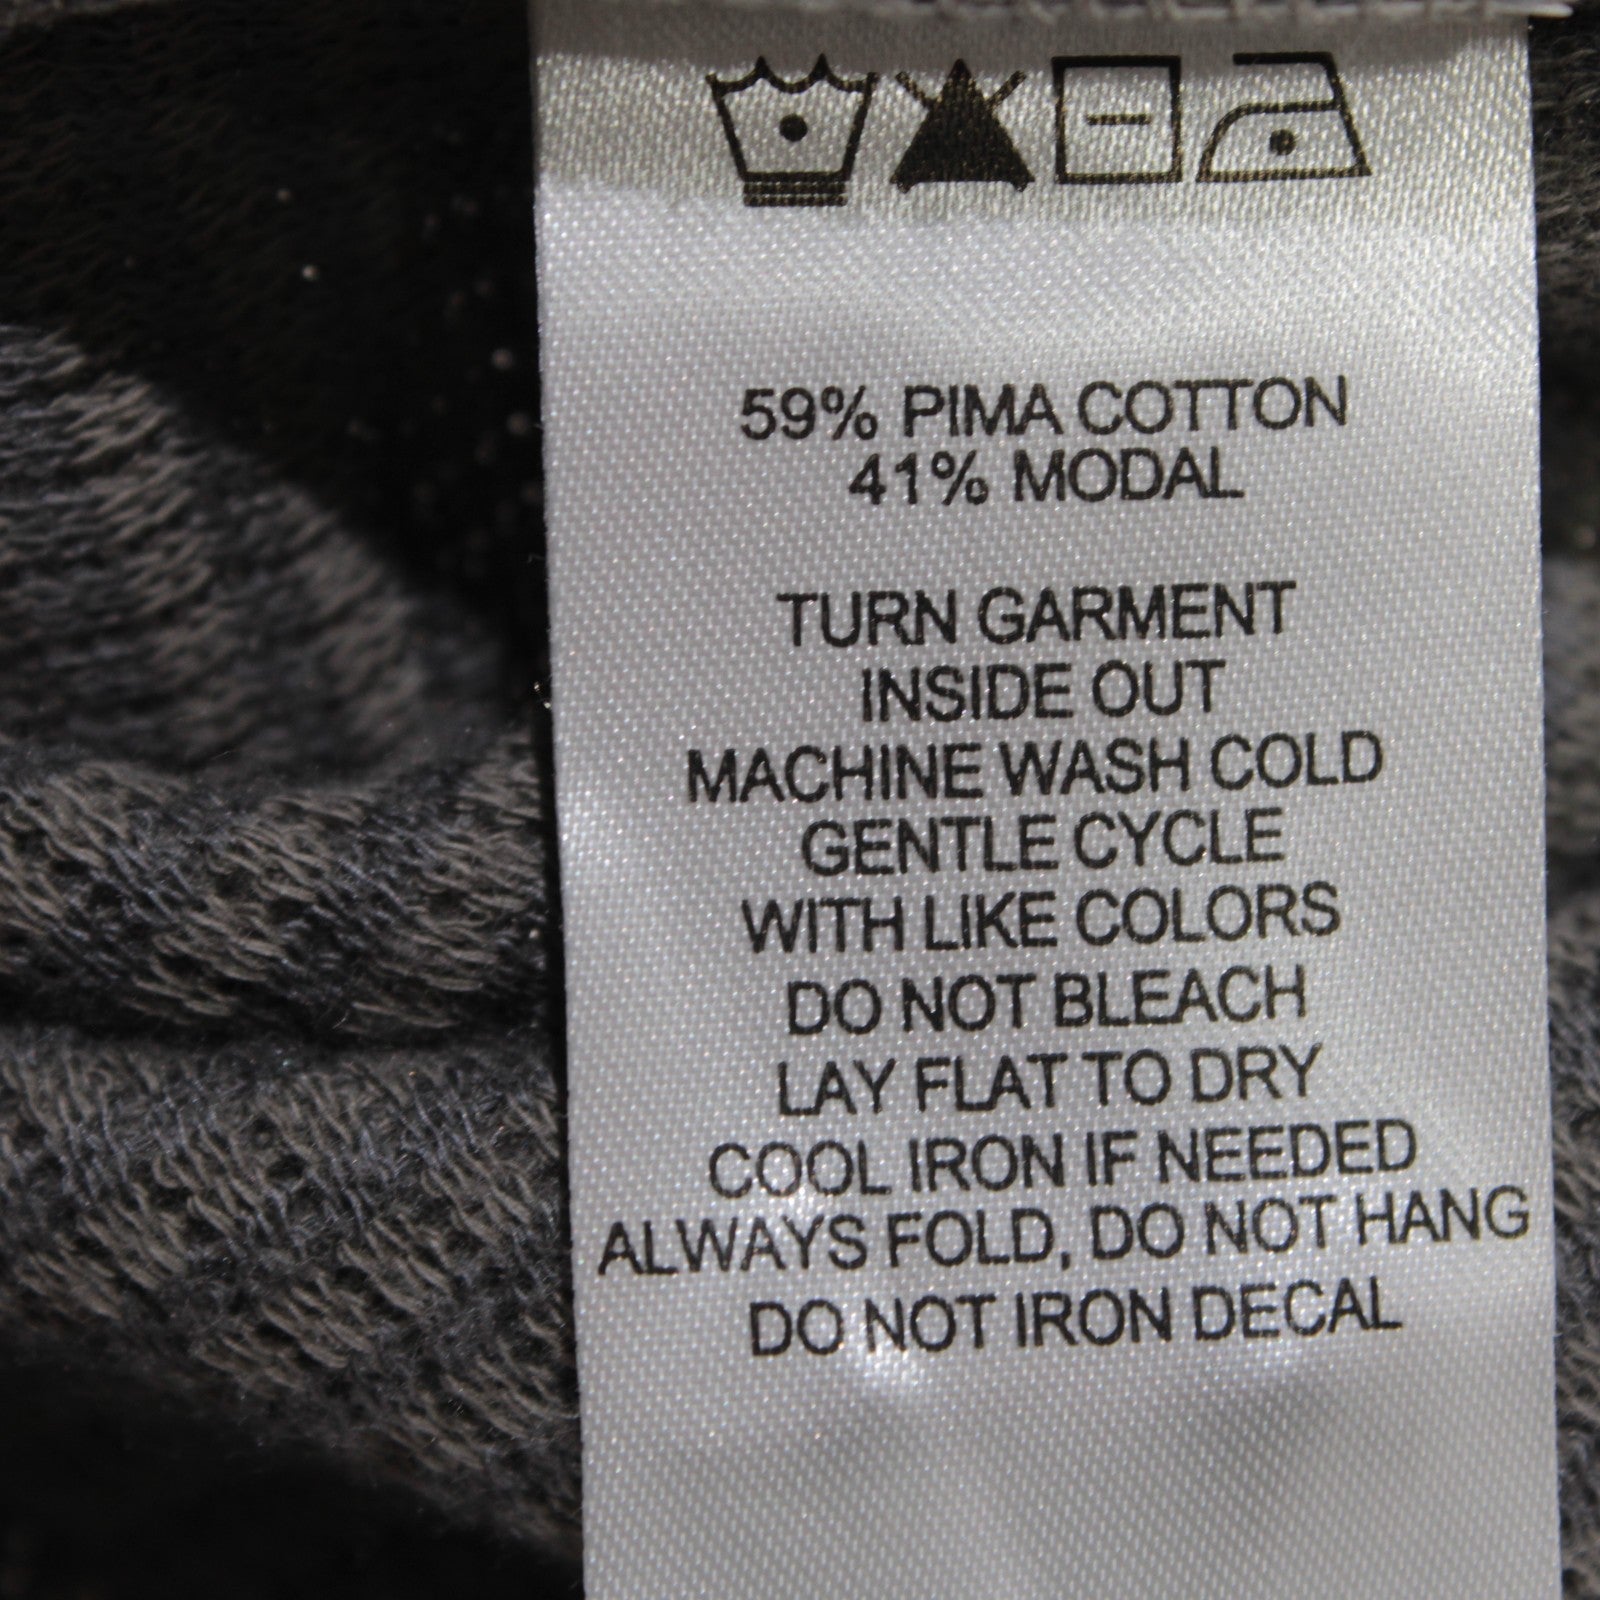 59% PIMA COTTON
41% MODAL
TURN GARMENT
INSIDE OUT
MACHINE WASH COLD
GENTLE CYCLE
WITH LIKE COLORS
DO NOT BLEACH
LAY FLAT TO DRY
COOL IRON IF NEEDED
ALWAYS FOLD, DO NOT HANG
DO NOT IRON DECAL